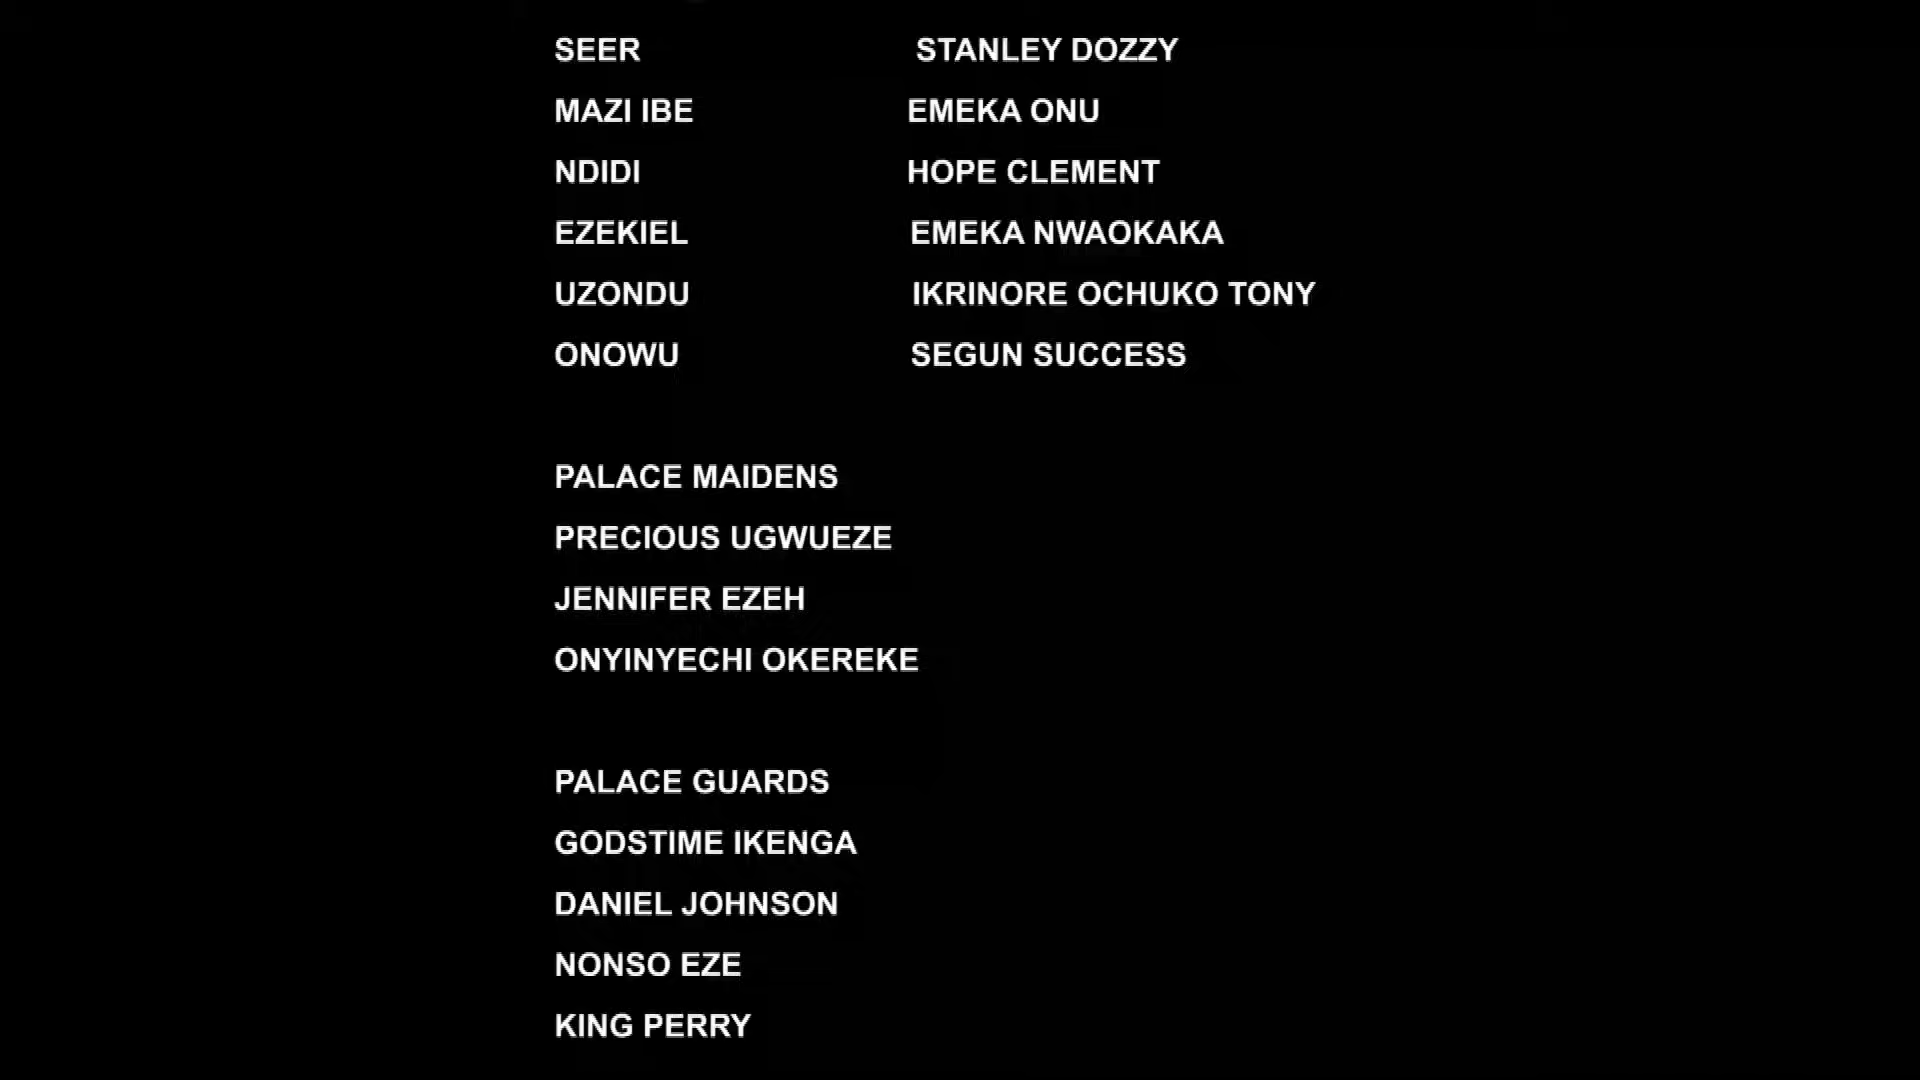 SEER STANLEY DOZZY
MAZI IBE EMEKA ONU
NDIDI HOPE CLEMENT
EZEKIEL EMEKA NWAOKAKA
UZONDU IKRINORE OCHUKO TONY
ONOWU SEGUN SUCCESS
PALACE MAIDENS
PRECIOUS UGWUEZE
JENNIFER EZEH
ONYINYECHI OKEREKE
PALACE GUARDS
GODSTIME IKENGA
DANIEL JOHNSON
NONSO EZE
KING PERRY